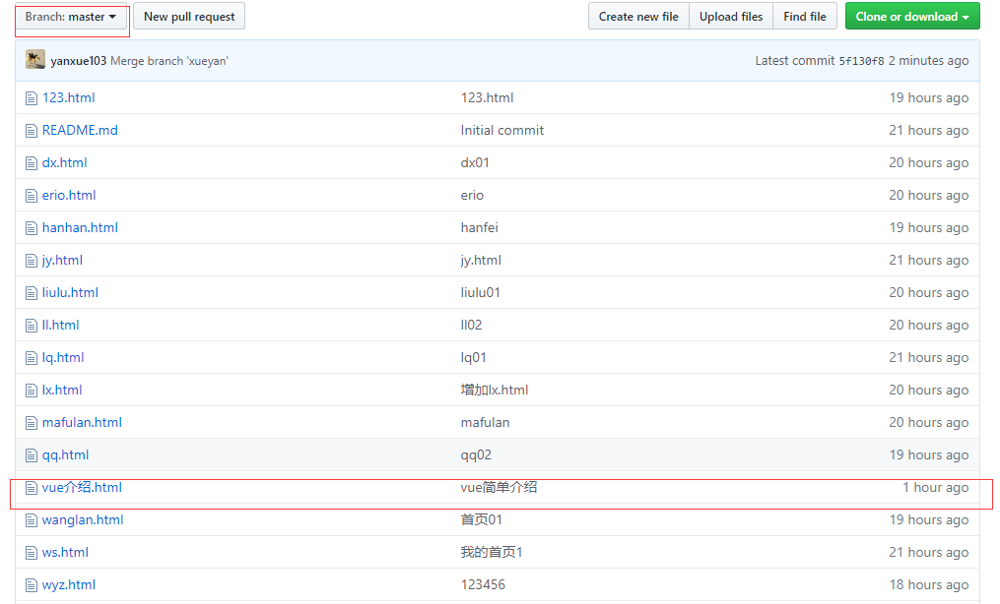 Branch: master New pull request Create new file Upload files Find file Clone or download
yanxue103 Merge branch 'xueyan' Latest commit 5f130f8 2 minutes ago
123.html 123.html 19 hours ago
README.md Initial commit 21 hours ago
dx.html dx01 20 hours ago
erio.html erio 20 hours ago
hanhan.html hanfei 19 hours ago
jy.html jy.html 21 hours ago
liulu.html liulu01 20 hours ago
ll.html ll02 20 hours ago
lq.html lq01 21 hours ago
lx.html 增加lx.html 20 hours ago
mafulan.html mafulan 20 hours ago
qq.html qq02 19 hours ago
vue介绍.html vue简单介绍 1 hour ago
wanglan.html 首页01 19 hours ago
ws.html 我的首页1 21 hours ago
wyz.html 123456 18 hours ago